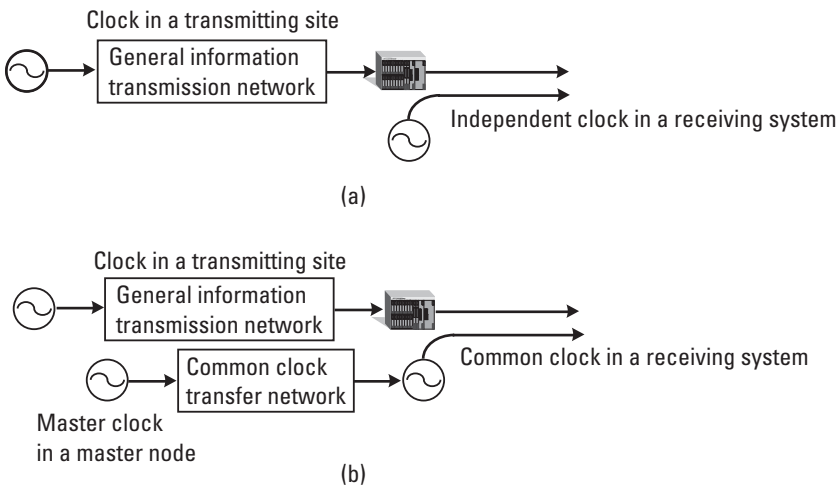 Clock in a transmitting site
General information
transmission network
Independent clock in a receiving system
(a)
Clock in a transmitting site
General information
transmission network
Common clock in a receiving system
Common clock
transfer network
Master clock
in a master node
(b)